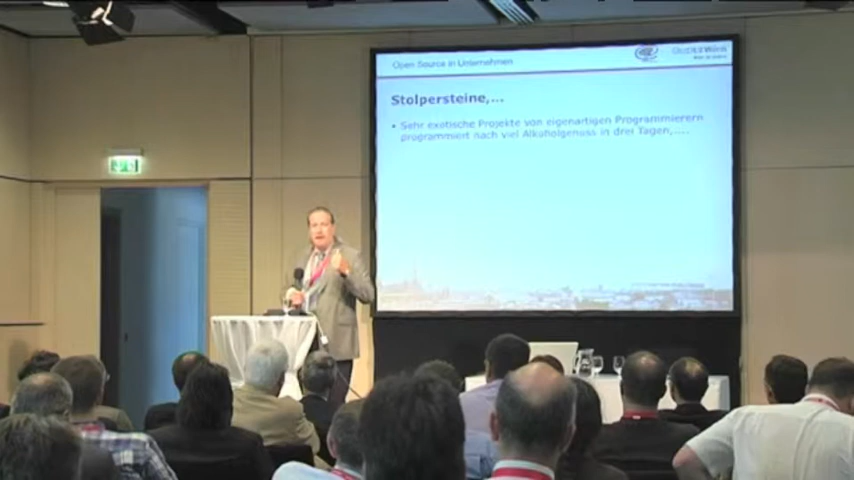 Open Source in Unternehmen
Stolpersteine,...
• Sehr exotische Projekte von eigenartigen Programmierern
programmiert nach viel Alkoholgenuss in drei Tagen,....